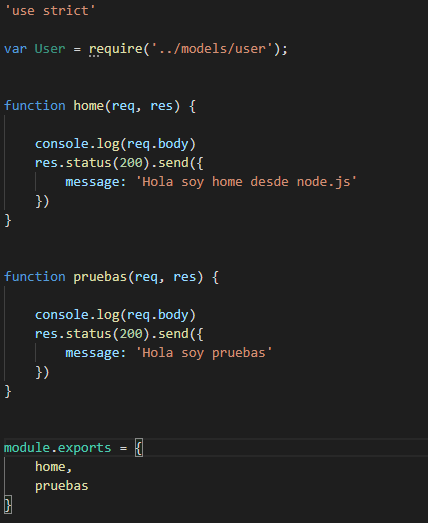 'use strict'
var User = require('../models/user');
function home(req, res) {
console.log(req.body)
res.status(200).send({
message: 'Hola soy home desde node.js'
})
}
function pruebas(req, res) {
console.log(req.body)
res.status(200).send({
message: 'Hola soy pruebas'
})
}
module.exports = {
home,
pruebas
}